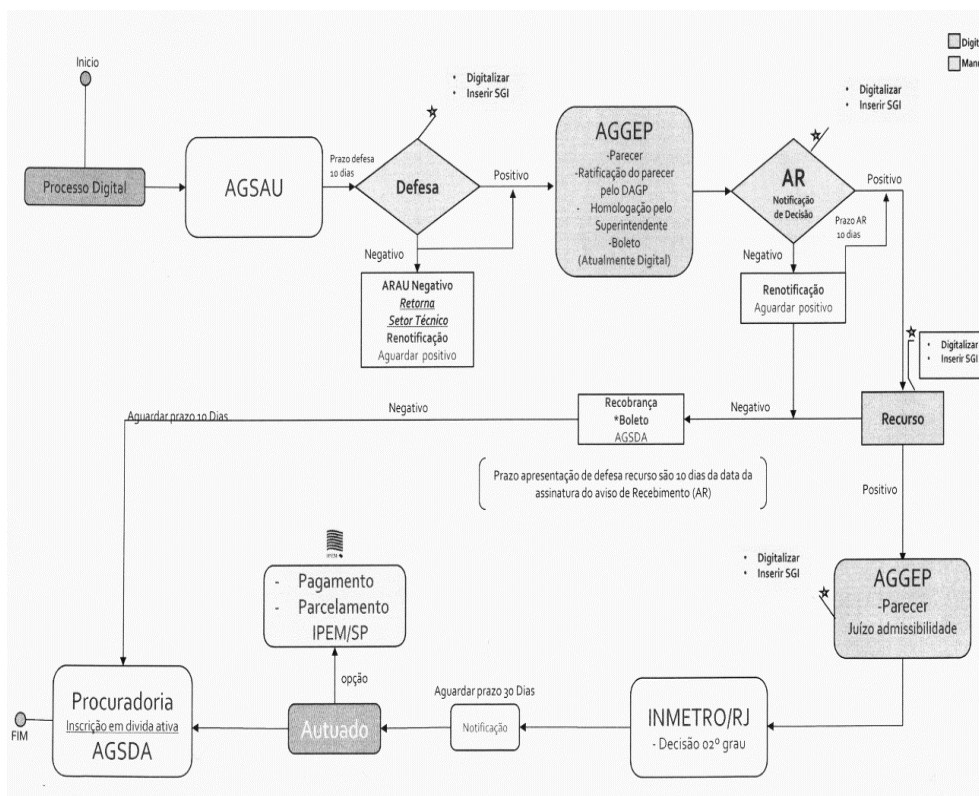 Inicio
• Digitalizar
• Inserir SGI
• Digitalizar
• Inserir SGI
Processo Digital
AGSAU
Prazo defesa
10 dias
Defesa
Positivo
Negativo
ARAU Negativo
Retorna
Setor Técnico
Renotificação
Aguardar positivo
AGGEP
-Parecer
-Ratificação do parecer
pelo DAGP
- Homologação pelo
Superintendente
-Boleto
(Atualmente Digital)
AR
Notificação
de Decisão
Positivo
Prazo AR
10 dias
Negativo
Renotificação
Aguardar positivo
• Digitalizar
• Inserir SGI
Recurso
Negativo
Recobrança
*Boleto
AGSDA
Negativo
Aguardar prazo 10 Dias
Prazo apresentação de defesa recurso são 10 dias da data da
assinatura do aviso de Recebimento (AR)
Positivo
• Digitalizar
• Inserir SGI
AGGEP
-Parecer
Juízo admissibilidade
INMETRO/RJ
- Decisão 02º grau
Aguardar prazo 30 Dias
Notificação
Autuado
opção
- Pagamento
- Parcelamento
IPEM/SP
Procuradoria
Inscrição em divida ativa
AGSDA
FIM